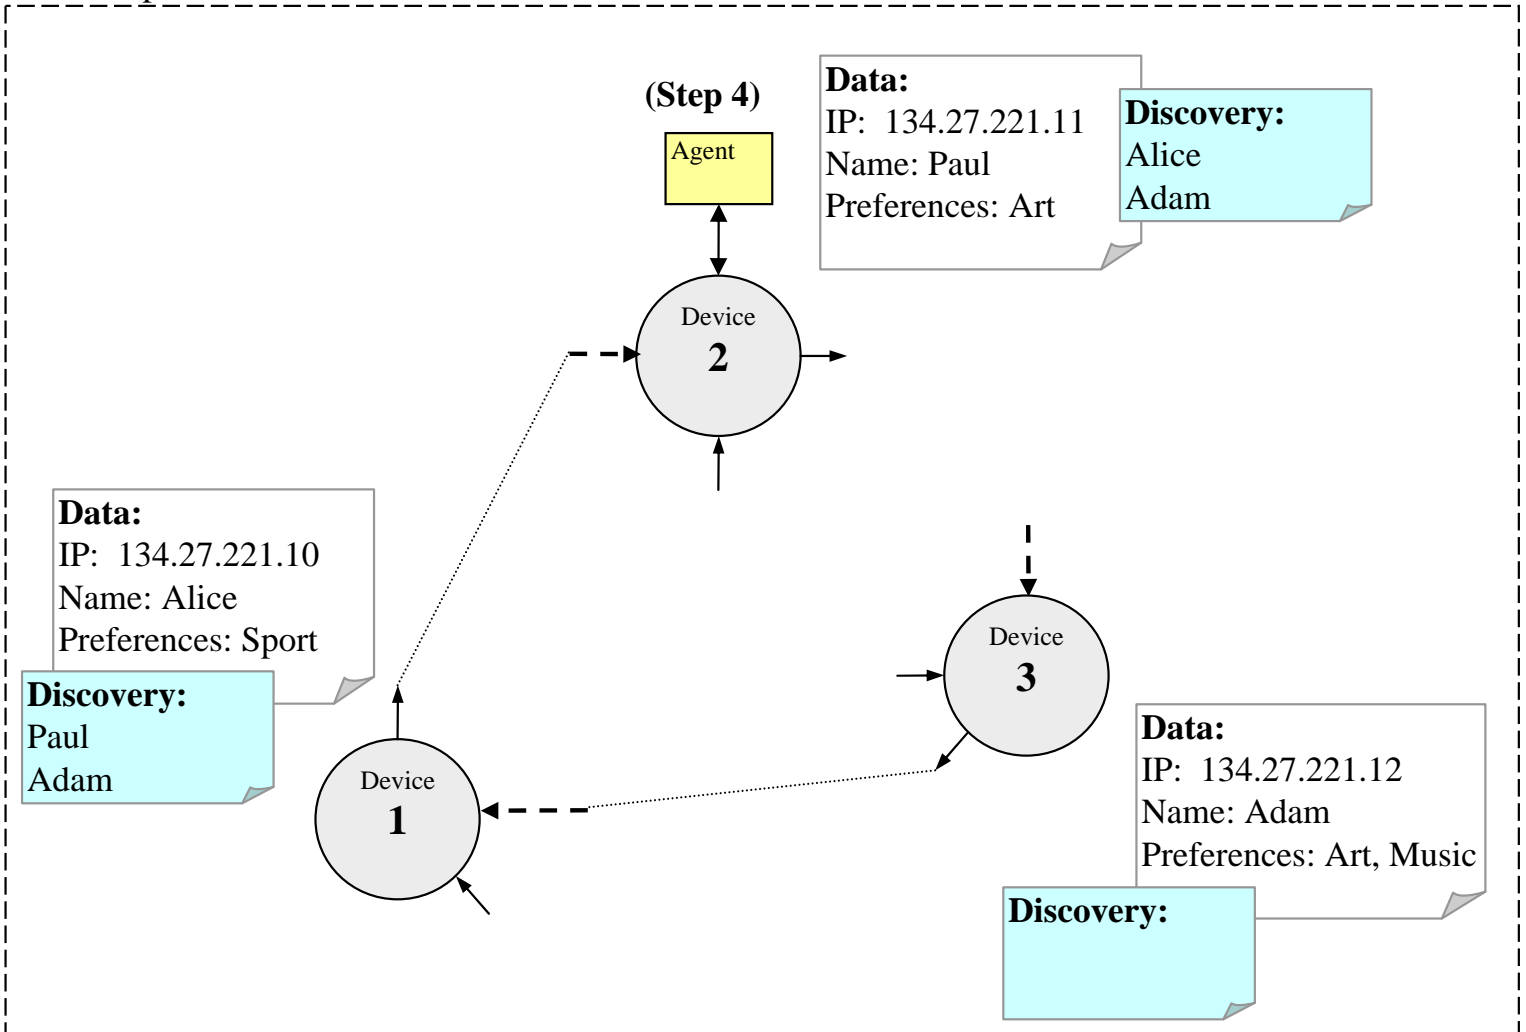 (Step 4)
Agent
Data:
IP: 134.27.221.11
Name: Paul
Preferences: Art
Discovery:
Alice
Adam
Device
2
Data:
IP: 134.27.221.10
Name: Alice
Preferences: Sport
Discovery:
Paul
Adam
Device
3
Device
1
Data:
IP: 134.27.221.12
Name: Adam
Preferences: Art, Music
Discovery: